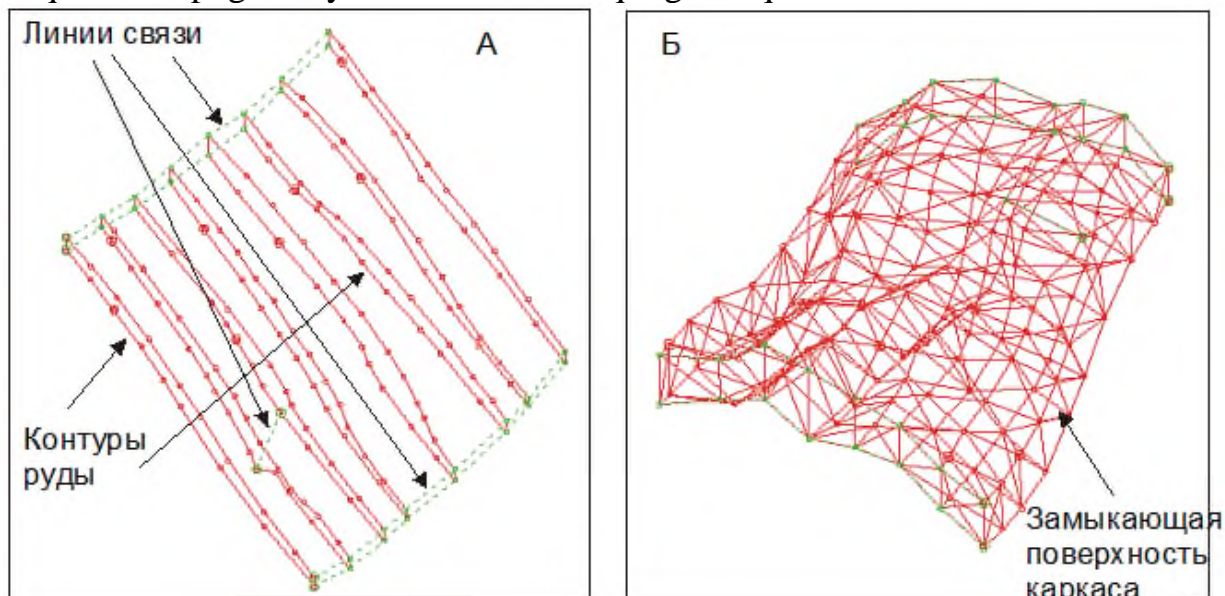 Линии связи
А
Контуры
руды
Б
Замыкающая
поверхность
каркаса